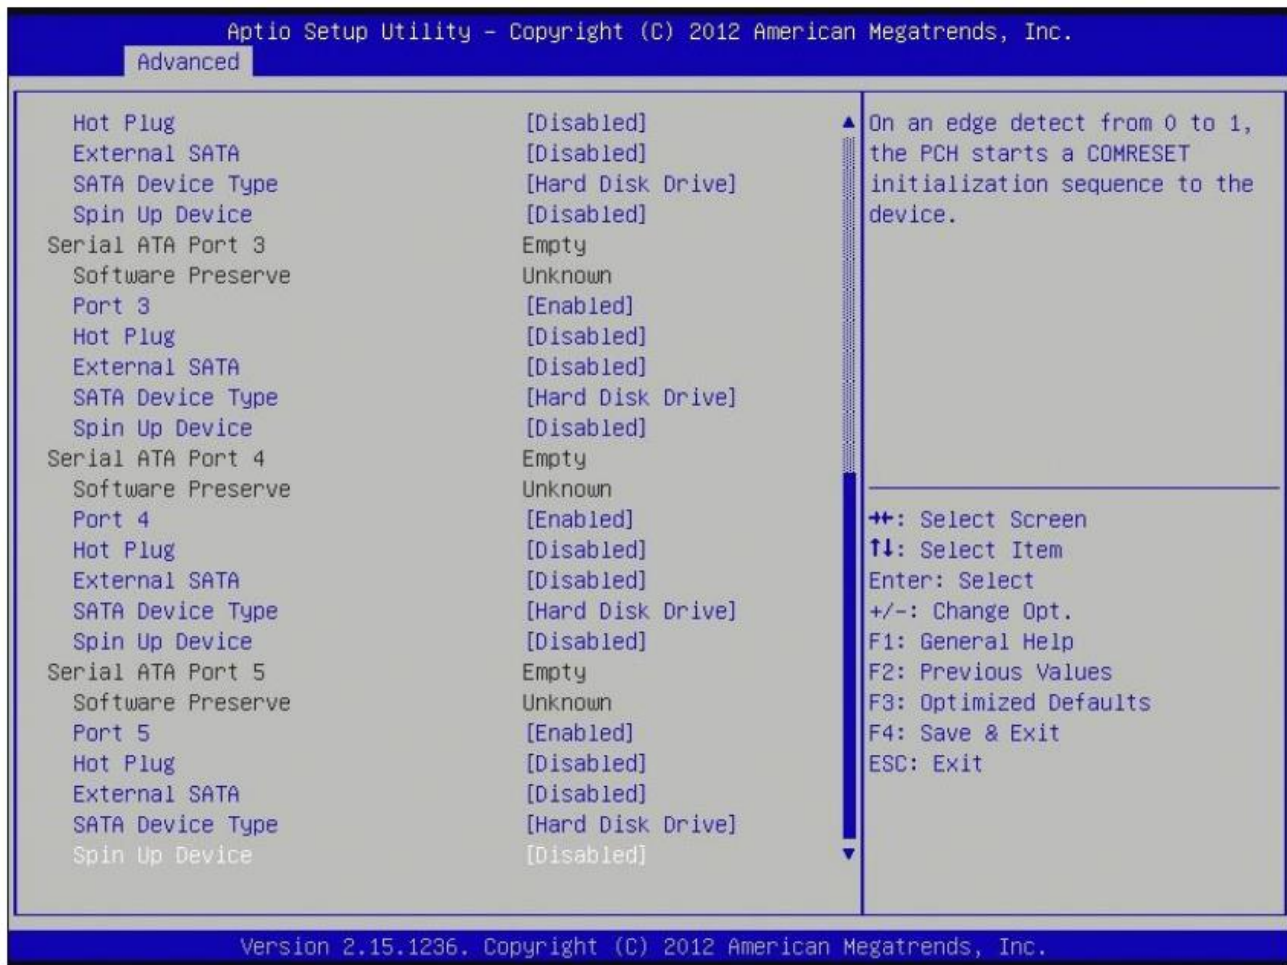 Aptio Setup Utility – Copyright (C) 2012 American Megatrends, Inc.
Advanced
Hot Plug [Disabled]
External SATA [Disabled]
SATA Device Type [Hard Disk Drive]
Spin Up Device [Disabled]
Serial ATA Port 3 Empty
Software Preserve Unknown
Port 3 [Enabled]
Hot Plug [Disabled]
External SATA [Disabled]
SATA Device Type [Hard Disk Drive]
Spin Up Device [Disabled]
Serial ATA Port 4 Empty
Software Preserve Unknown
Port 4 [Enabled]
Hot Plug [Disabled]
External SATA [Disabled]
SATA Device Type [Hard Disk Drive]
Spin Up Device [Disabled]
Serial ATA Port 5 Empty
Software Preserve Unknown
Port 5 [Enabled]
Hot Plug [Disabled]
External SATA [Disabled]
SATA Device Type [Hard Disk Drive]
Spin Up Device [Disabled]
On an edge detect from 0 to 1,
the PCH starts a COMRESET
initialization sequence to the
device.
→←: Select Screen
↑↓: Select Item
Enter: Select
+/-: Change Opt.
F1: General Help
F2: Previous Values
F3: Optimized Defaults
F4: Save & Exit
ESC: Exit
Version 2.15.1236. Copyright (C) 2012 American Megatrends, Inc.